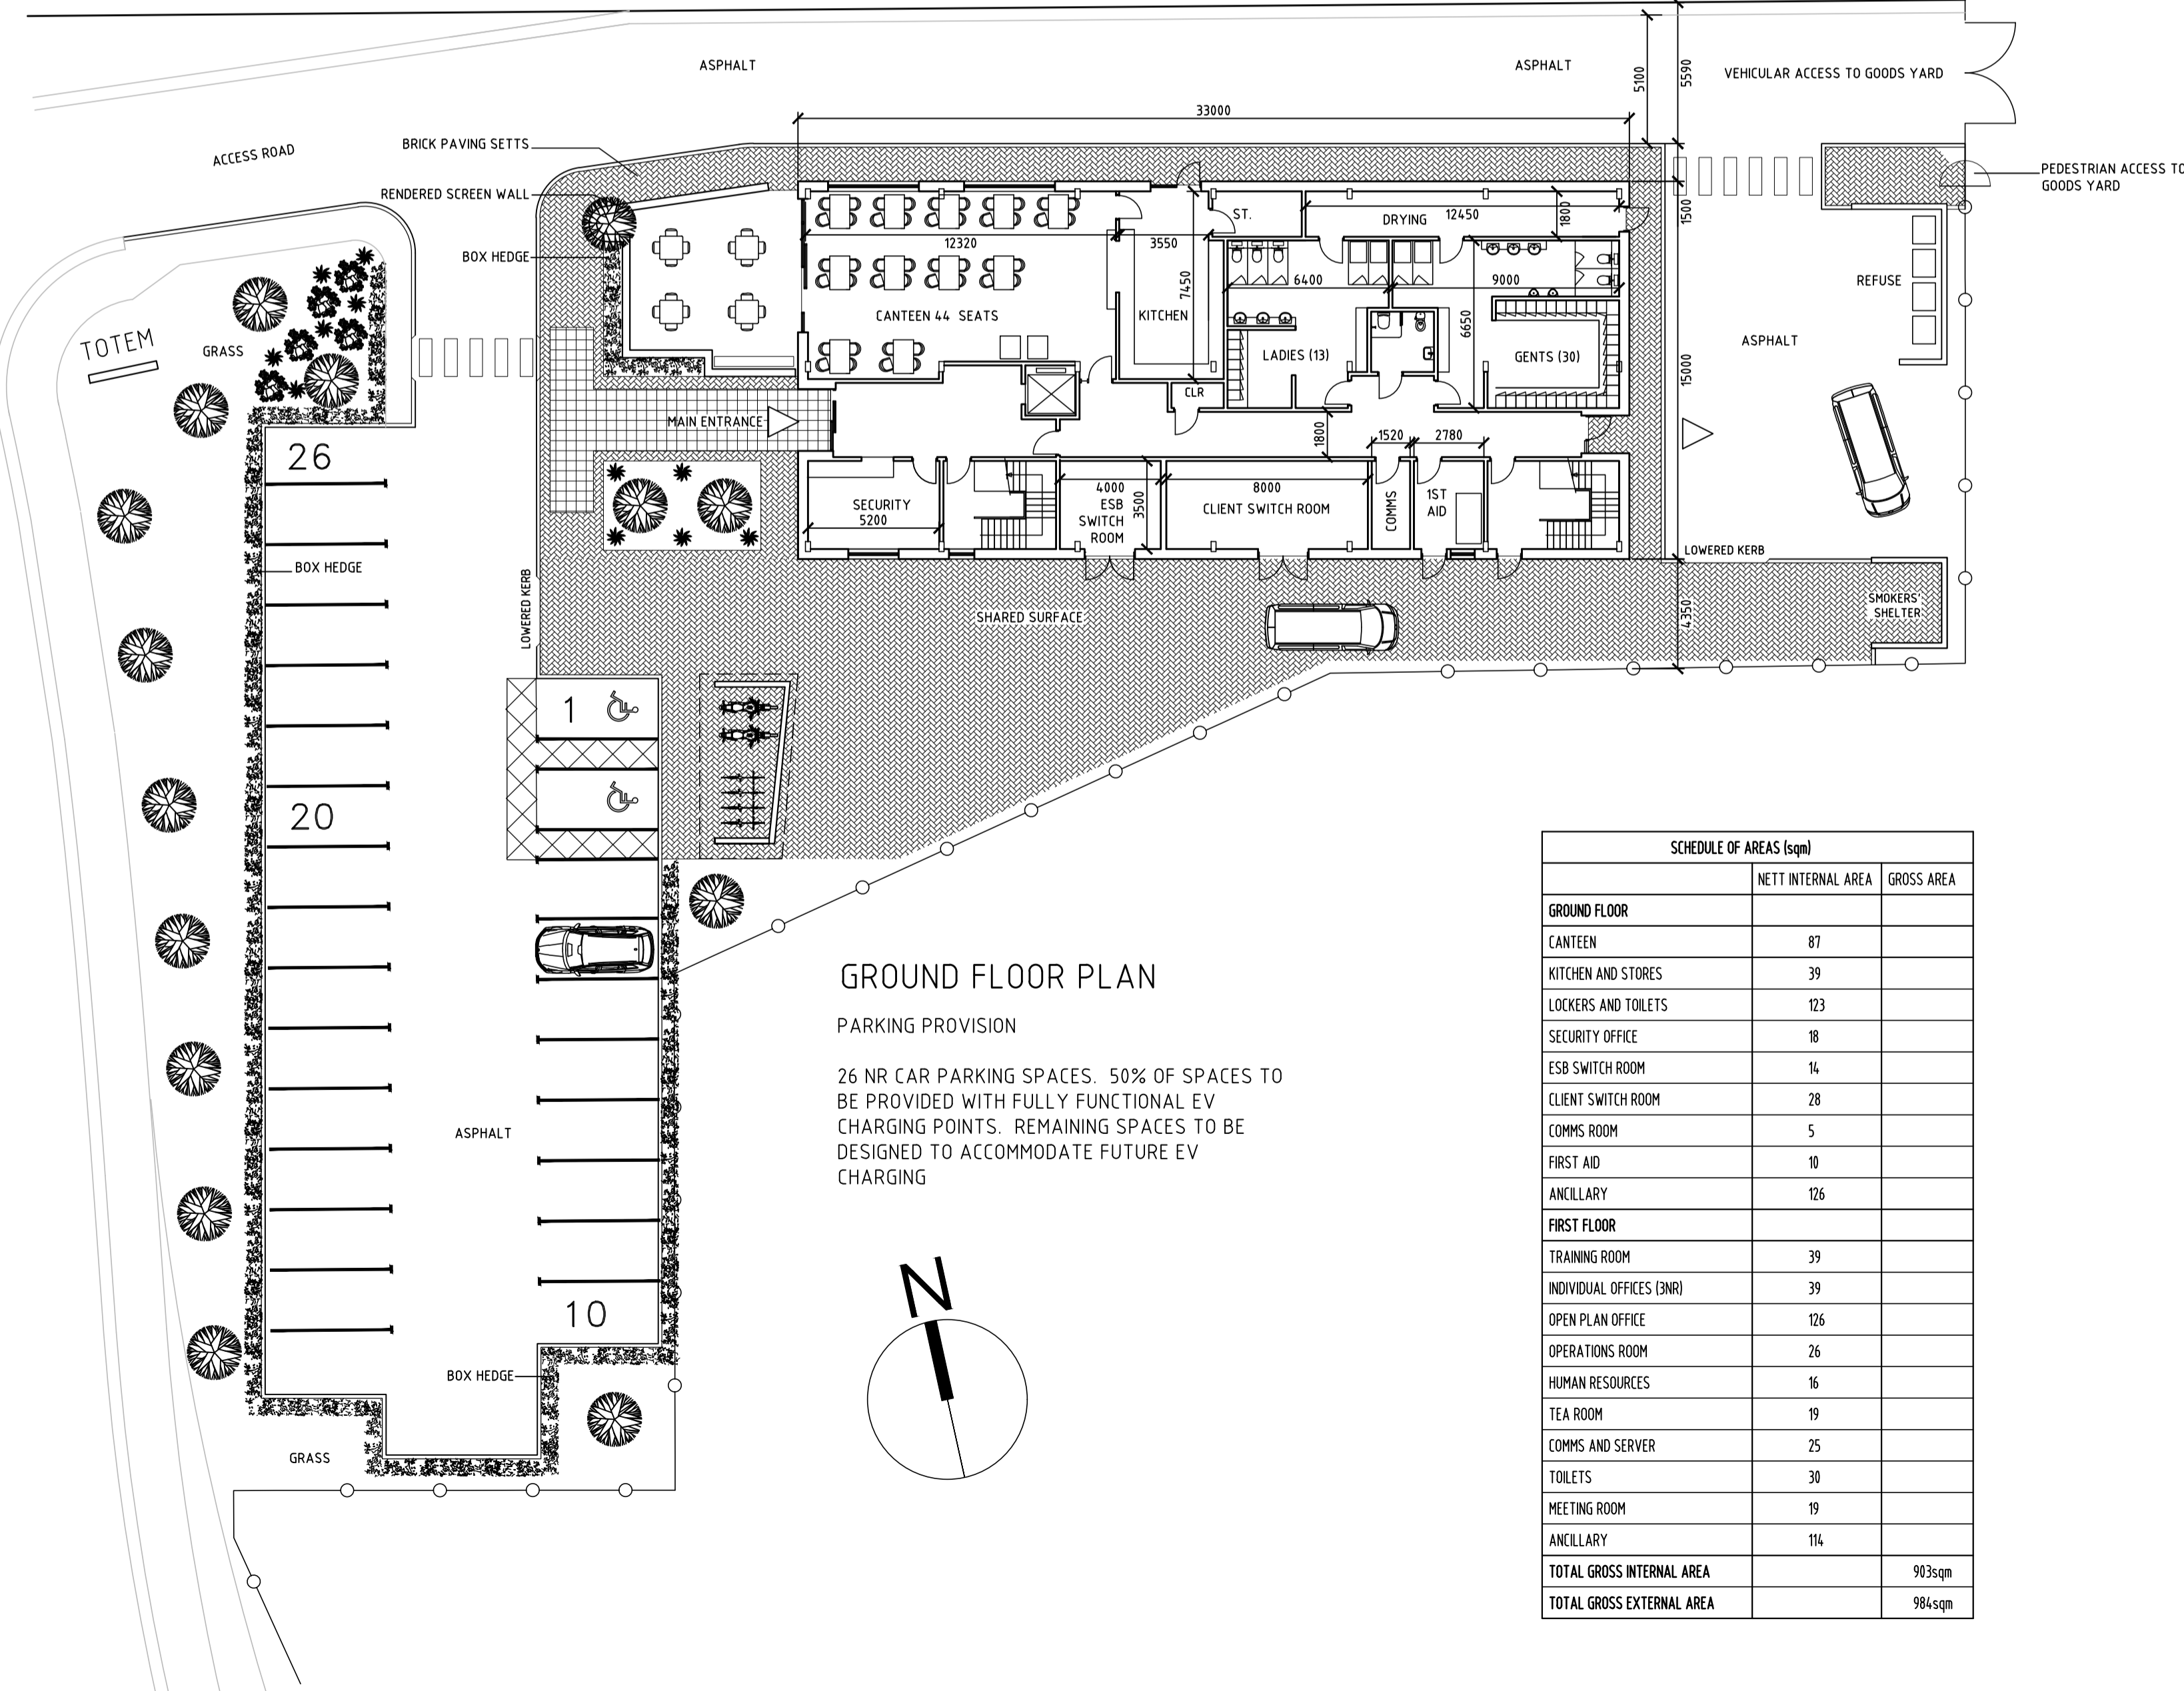 ASPHALT
ASPHALT
5100
5590
VEHICULAR ACCESS TO GOODS YARD
33000
ACCESS ROAD
BRICK PAVING SETTS
RENDERED SCREEN WALL
BOX HEDGE
PEDESTRIAN ACCESS TO
GOODS YARD
1500
ST.
DRYING
12450
1800
12320
3550
7450
6400
9000
6650
REFUSE
CANTEEN 44 SEATS
KITCHEN
LADIES (13)
GENTS (30)
ASPHALT
15000
TOTEM
GRASS
CLR
MAIN ENTRANCE
1800
1520
2780
26
SECURITY
5200
4000
ESB
SWITCH
ROOM
3500
8000
CLIENT SWITCH ROOM
COMMS
1ST
AID
LOWERED KERB
BOX HEDGE
LOWERED KERB
SHARED SURFACE
SMOKERS'
SHELTER
4350
1
20
GROUND FLOOR PLAN
PARKING PROVISION
26 NR CAR PARKING SPACES. 50% OF SPACES TO
BE PROVIDED WITH FULLY FUNCTIONAL EV
CHARGING POINTS. REMAINING SPACES TO BE
DESIGNED TO ACCOMMODATE FUTURE EV
CHARGING
ASPHALT
10
BOX HEDGE
GRASS
N
SCHEDULE OF AREAS (sqm)
NETT INTERNAL AREA GROSS AREA
GROUND FLOOR
CANTEEN 87
KITCHEN AND STORES 39
LOCKERS AND TOILETS 123
SECURITY OFFICE 18
ESB SWITCH ROOM 14
CLIENT SWITCH ROOM 28
COMMS ROOM 5
FIRST AID 10
ANCILLARY 126
FIRST FLOOR
TRAINING ROOM 39
INDIVIDUAL OFFICES (3NR) 39
OPEN PLAN OFFICE 126
OPERATIONS ROOM 26
HUMAN RESOURCES 16
TEA ROOM 19
COMMS AND SERVER 25
TOILETS 30
MEETING ROOM 19
ANCILLARY 114
TOTAL GROSS INTERNAL AREA 903sqm
TOTAL GROSS EXTERNAL AREA 984sqm